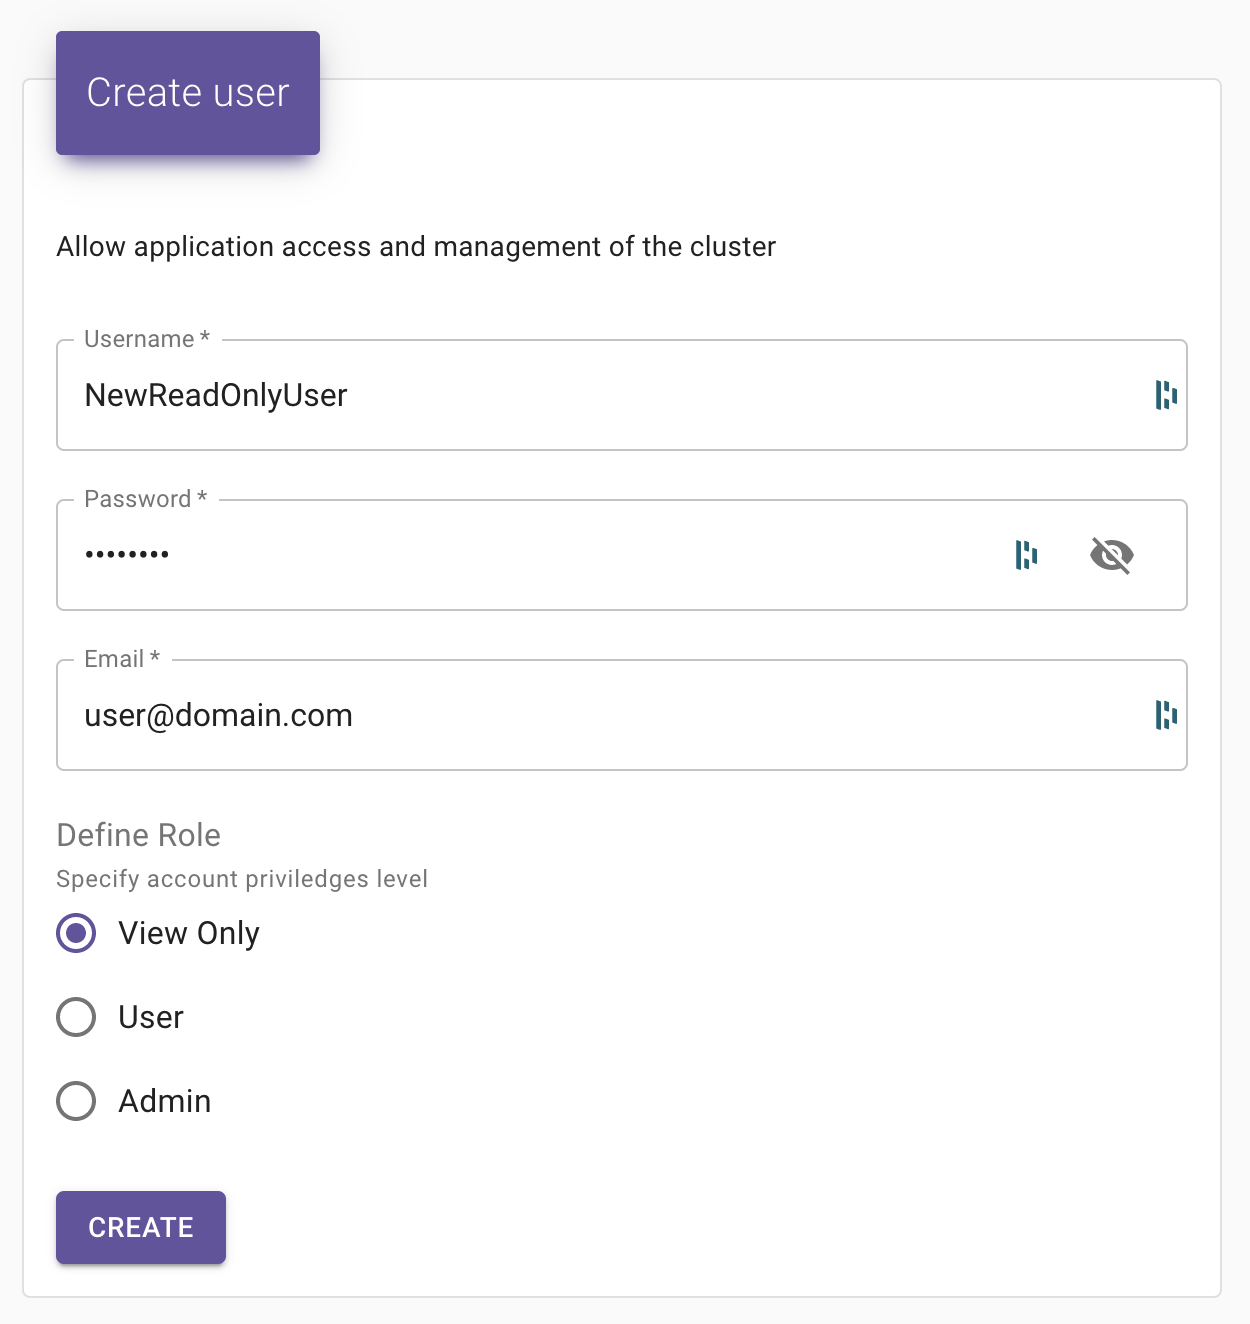 Create user
Allow application access and management of the cluster
Username *
NewReadOnlyUser
Password *
••••••••
Email *
user@domain.com
Define Role
Specify account priviledges level
View Only
User
Admin
CREATE